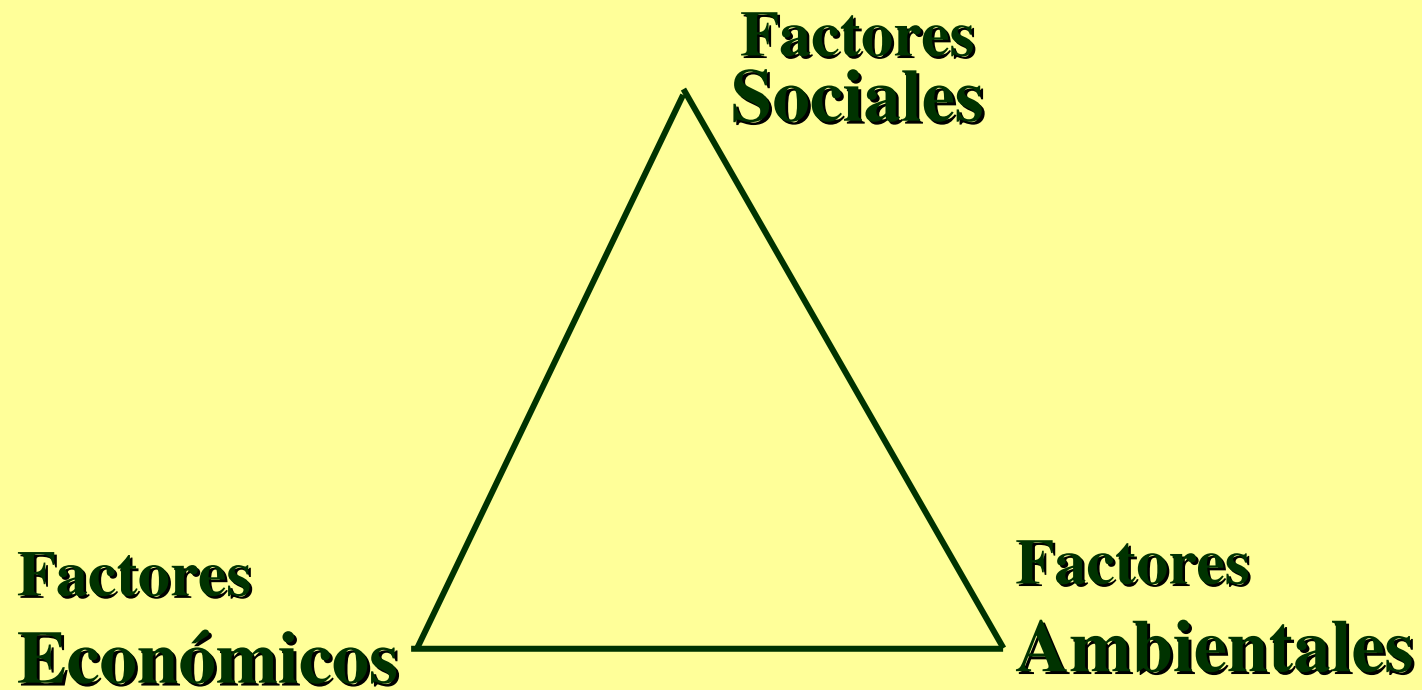 Factores
Sociales
Factores
Económicos
Factores
Ambientales